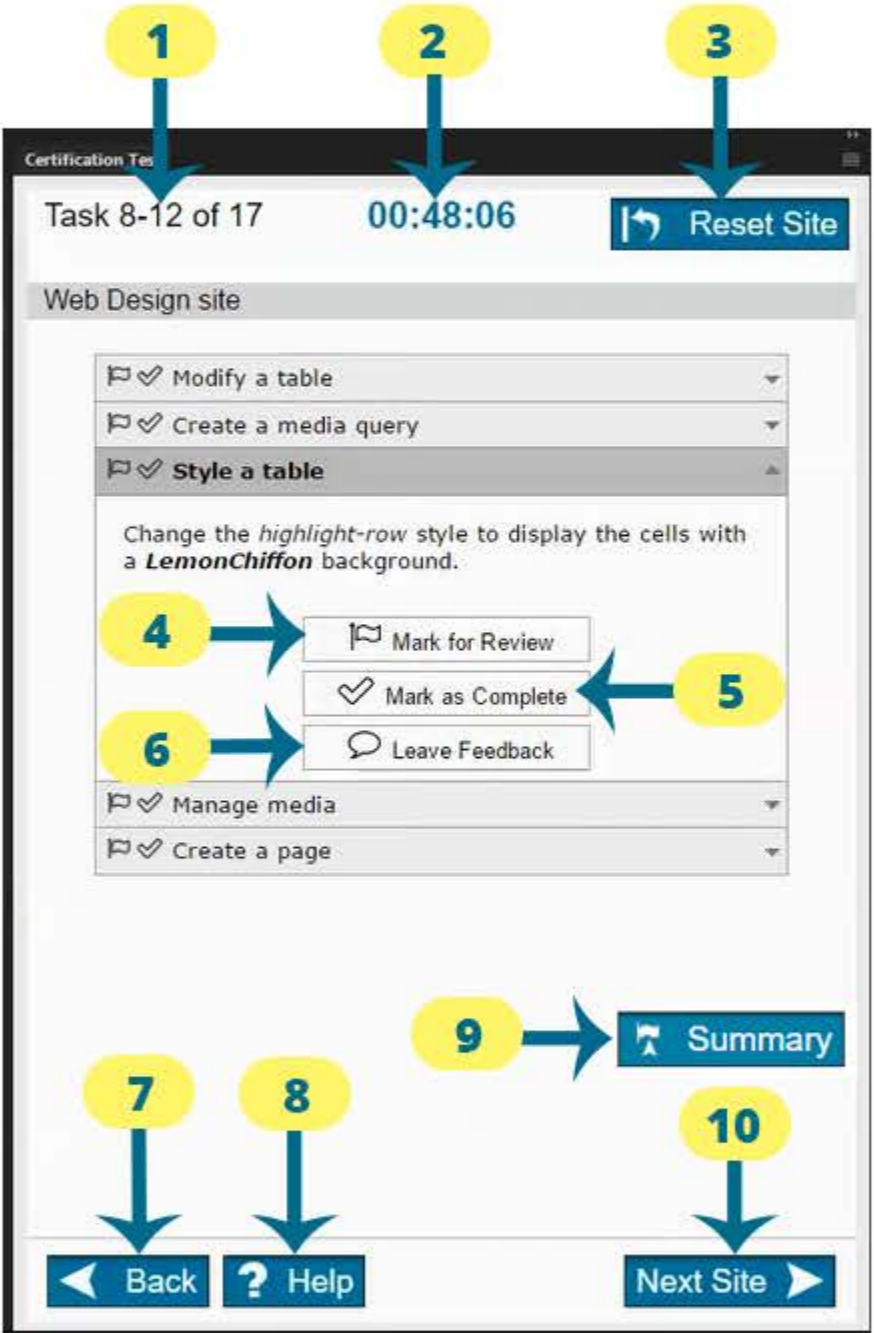 1 2 3
Certification Tes
Task 8-12 of 17 00:48:06 Reset Site
Web Design site
Modify a table
Create a media query
Style a table
Change the highlight-row style to display the cells with
a LemonChiffon background.
4 Mark for Review
Mark as Complete 5
6 Leave Feedback
Manage media
Create a page
9 Summary
7 8 10
Back ? Help Next Site